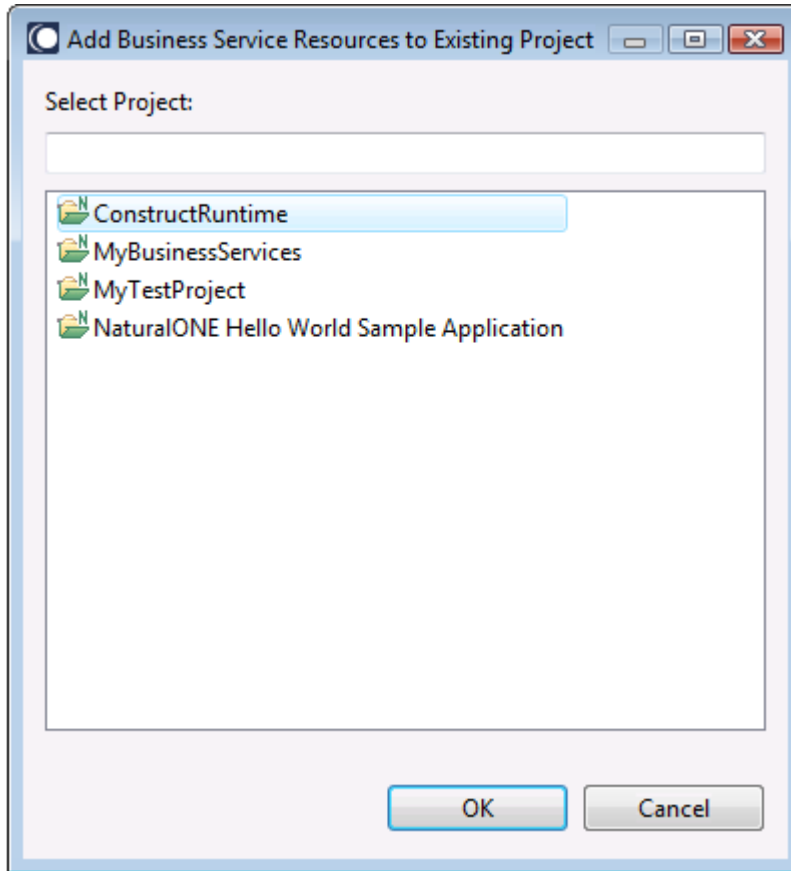 Add Business Service Resources to Existing Project
Select Project:
ConstructRuntime
MyBusinessServices
MyTestProject
NaturalONE Hello World Sample Application
OK
Cancel